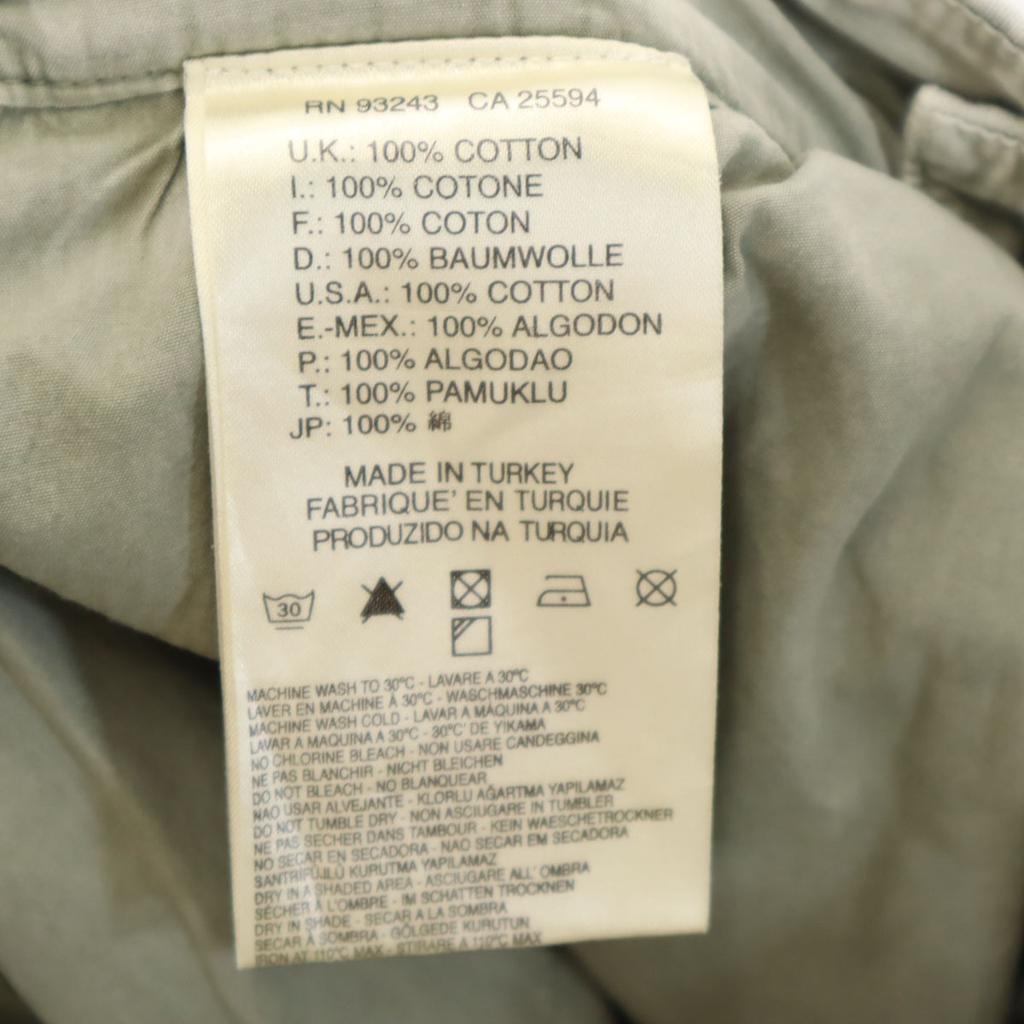 RN 93243 CA 25594
U.K.: 100% COTTON
I.: 100% COTONE
F.: 100% COTON
D.: 100% BAUMWOLLE
U.S.A.: 100% COTTON
E.-MEX.: 100% ALGODON
P.: 100% ALGODAO
T.: 100% PAMUKLU
JP: 100% 綿
MADE IN TURKEY
FABRIQUE' EN TURQUIE
PRODUZIDO NA TURQUIA
30
MACHINE WASH TO 30°C - LAVARE A 30°C
LAVER EN MACHINE À 30°C - WASCHMASCHINE 30°C
MACHINE WASH COLD - LAVAR A MÁQUINA A 30°C
LAVAR A MAQUINA A 30°C - 30°C' DE YIKAMA
NO CHLORINE BLEACH - NON USARE CANDEGGINA
NE PAS BLANCHIR - NICHT BLEICHEN
DO NOT BLEACH - NO BLANQUEAR
NAO USAR ALVEJANTE - KLORLU AĞARTMA YAPILAMAZ
DO NOT TUMBLE DRY - NON ASCIUGARE IN TUMBLER
NE PAS SECHER DANS TAMBOUR - KEIN WAESCHETROCKNER
NO SECAR EN SECADORA - NAO SECAR EM SECADORA
SANTRIFÜJLÜ KURUTMA YAPILAMAZ
DRY IN A SHADED AREA - ASCIUGARE ALL' OMBRA
SÉCHER À L'OMBRE - IM SCHATTEN TROCKNEN
DRY IN SHADE - SECAR A LA SOMBRA
SECAR À SOMBRA - GÖLGEDE KURUTUN
IRON AT 110°C MAX - STIRARE A 110°C MAX